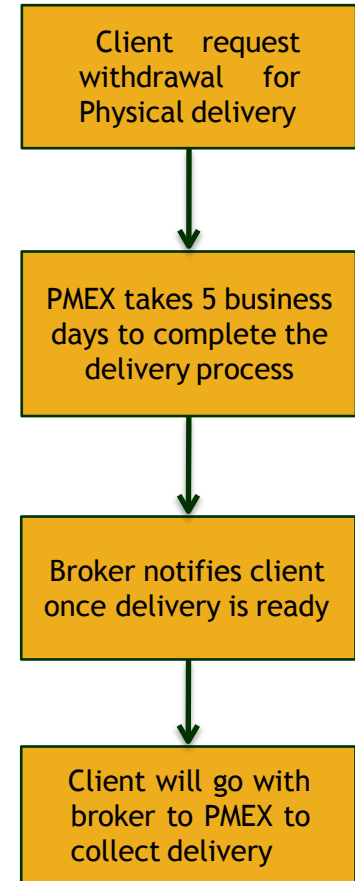 Client request
withdrawal for
Physical delivery
PMEX takes 5 business
days to complete the
delivery process
Broker notifies client
once delivery is ready
Client will go with
broker to PMEX to
collect delivery